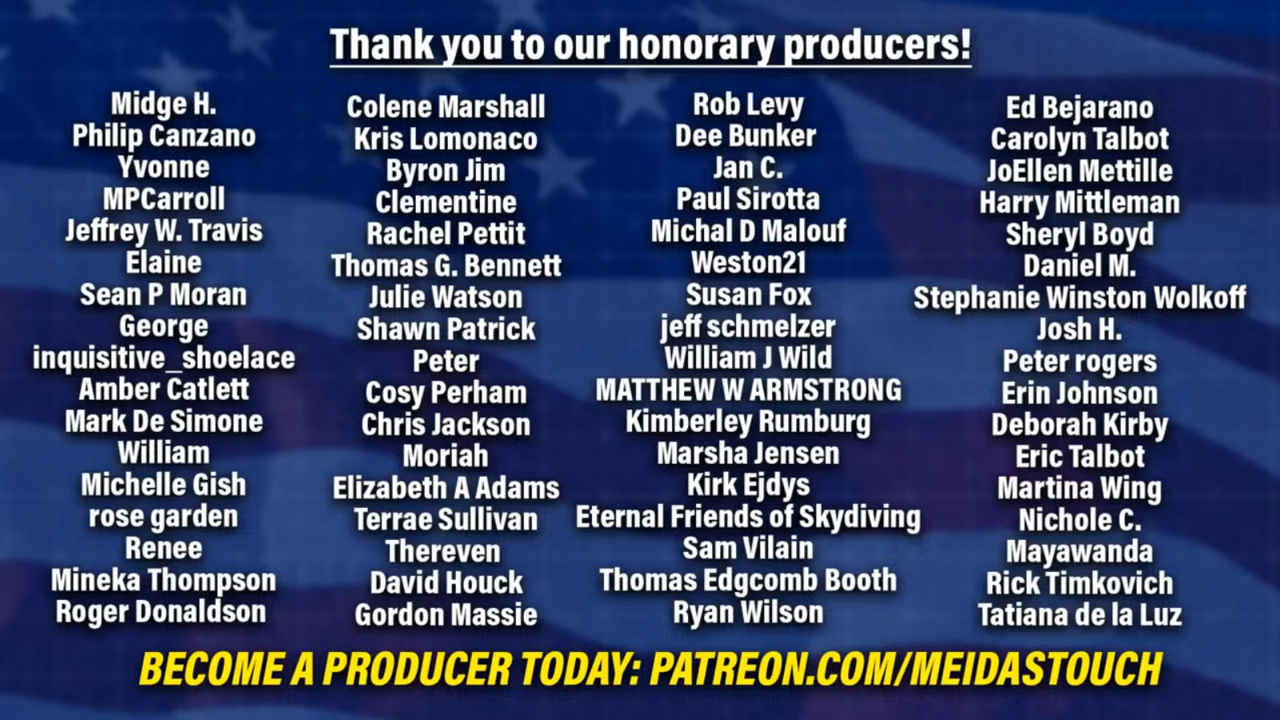 Thank you to our honorary producers!
Midge H.
Philip Canzano
Yvonne
MPCarroll
Jeffrey W. Travis
Elaine
Sean P Moran
George
inquisitive_shoelace
Amber Catlett
Mark De Simone
William
Michelle Gish
rose garden
Renee
Mineka Thompson
Roger Donaldson
Colene Marshall
Kris Lomonaco
Byron Jim
Clementine
Rachel Pettit
Thomas G. Bennett
Julie Watson
Shawn Patrick
Peter
Cosy Perham
Chris Jackson
Moriah
Elizabeth A Adams
Terrae Sullivan
Thereven
David Houck
Gordon Massie
Rob Levy
Dee Bunker
Jan C.
Paul Sirotta
Michal D Malouf
Weston21
Susan Fox
jeff schmelzer
William J Wild
MATTHEW W ARMSTRONG
Kimberley Rumburg
Marsha Jensen
Kirk Ejdys
Eternal Friends of Skydiving
Sam Vilain
Thomas Edgcomb Booth
Ryan Wilson
Ed Bejarano
Carolyn Talbot
JoEllen Mettille
Harry Mittleman
Sheryl Boyd
Daniel M.
Stephanie Winston Wolkoff
Josh H.
Peter rogers
Erin Johnson
Deborah Kirby
Eric Talbot
Martina Wing
Nichole C.
Mayawanda
Rick Timkovich
Tatiana de la Luz
BECOME A PRODUCER TODAY: PATREON.COM/MEIDASTOUCH